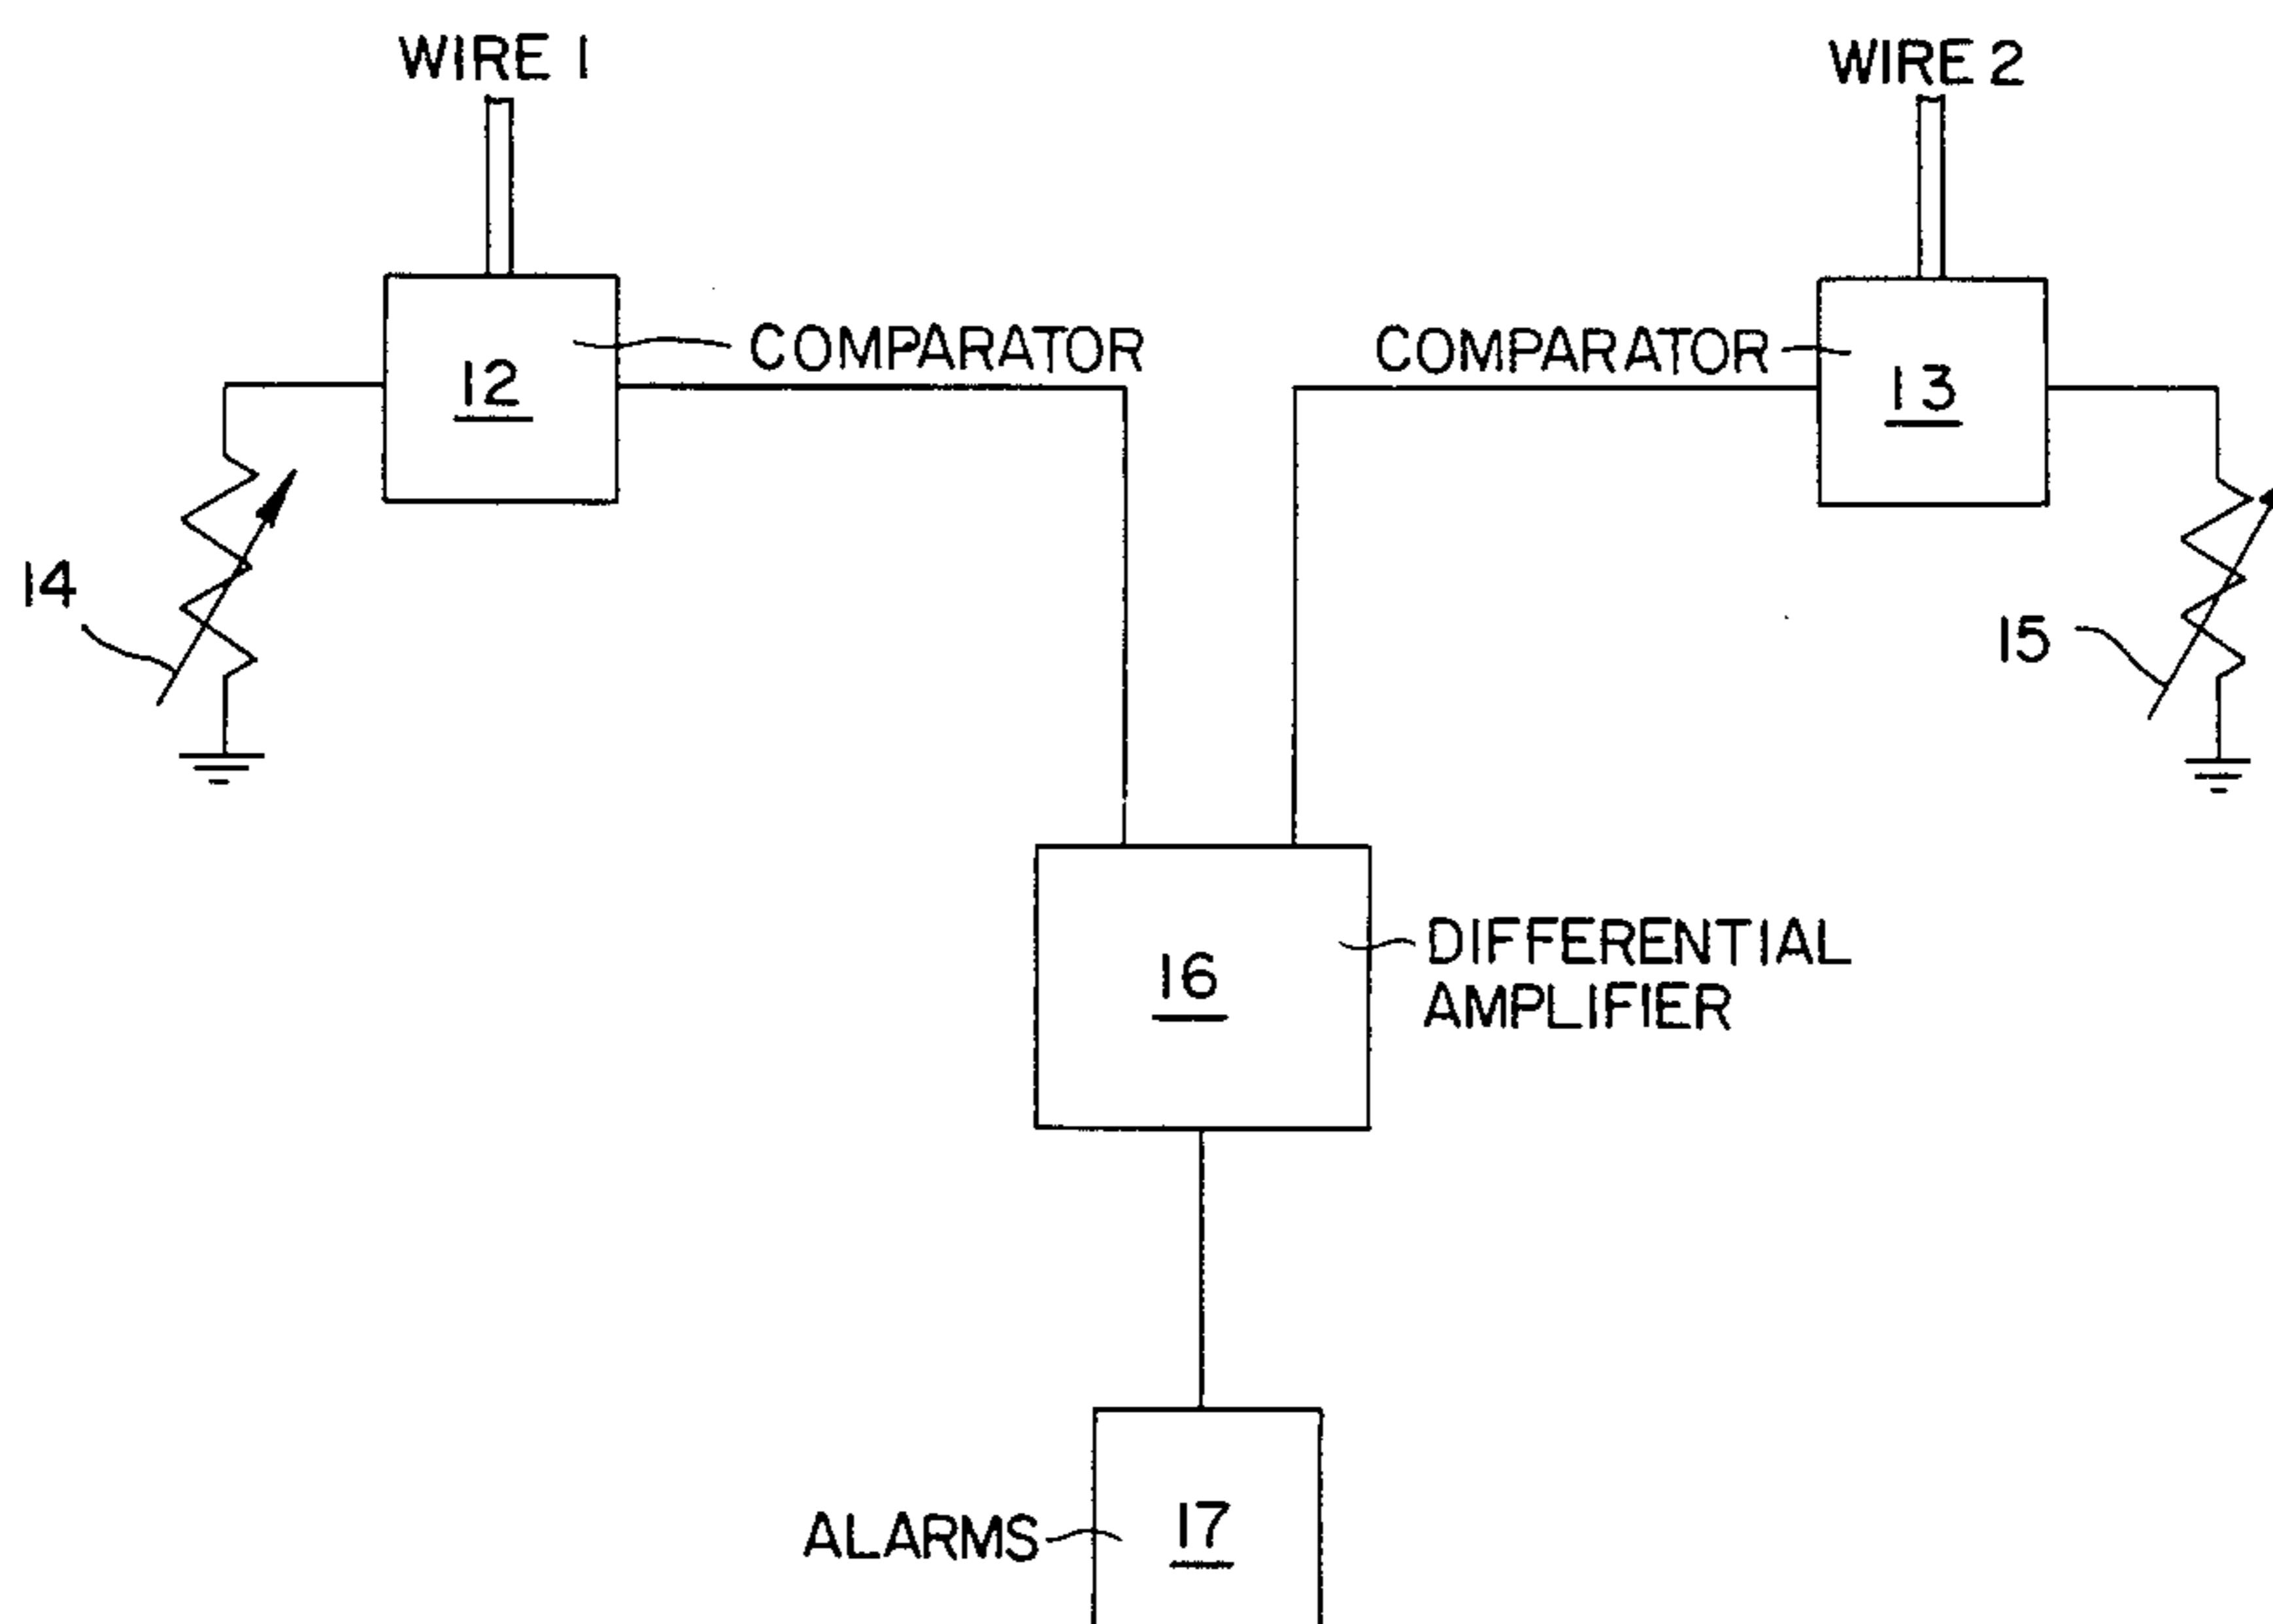 WIRE 1
WIRE 2
COMPARATOR
COMPARATOR
12
13
14
15
16
DIFFERENTIAL
AMPLIFIER
ALARMS
17